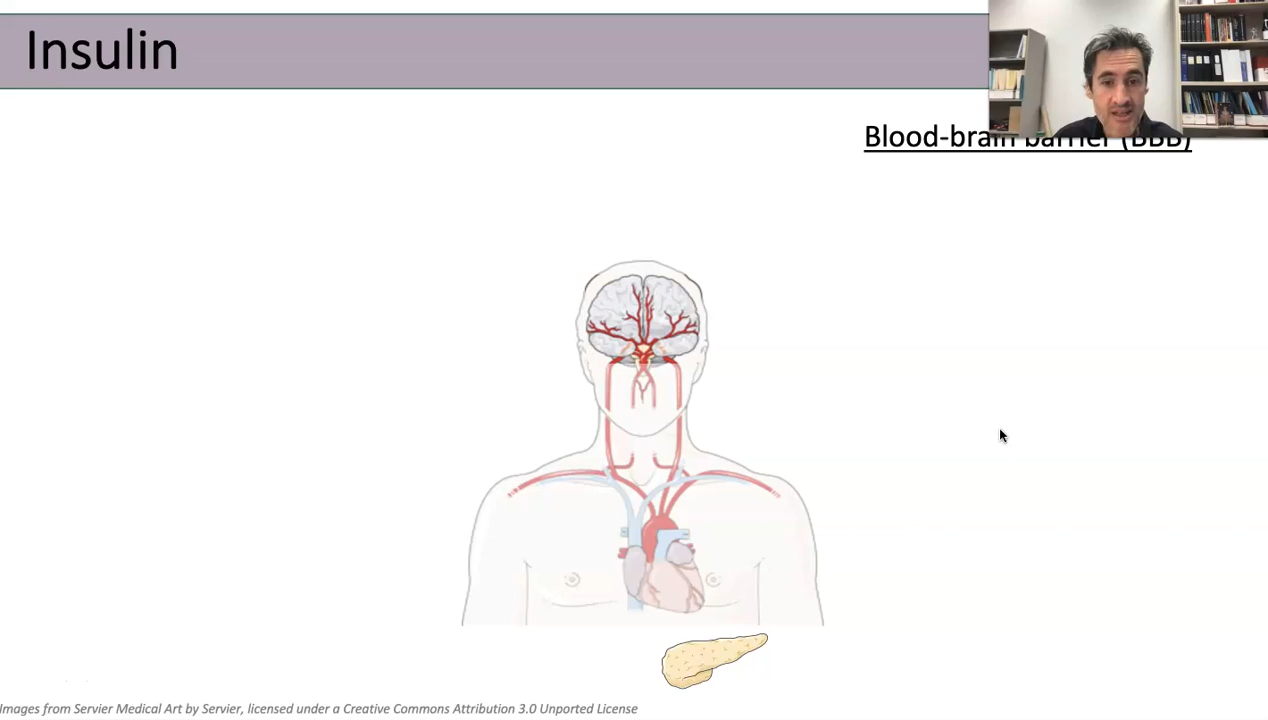 Insulin
Blood-brain barrier (BBB)
Images from Servier Medical Art by Servier, licensed under a Creative Commons Attribution 3.0 Unported License